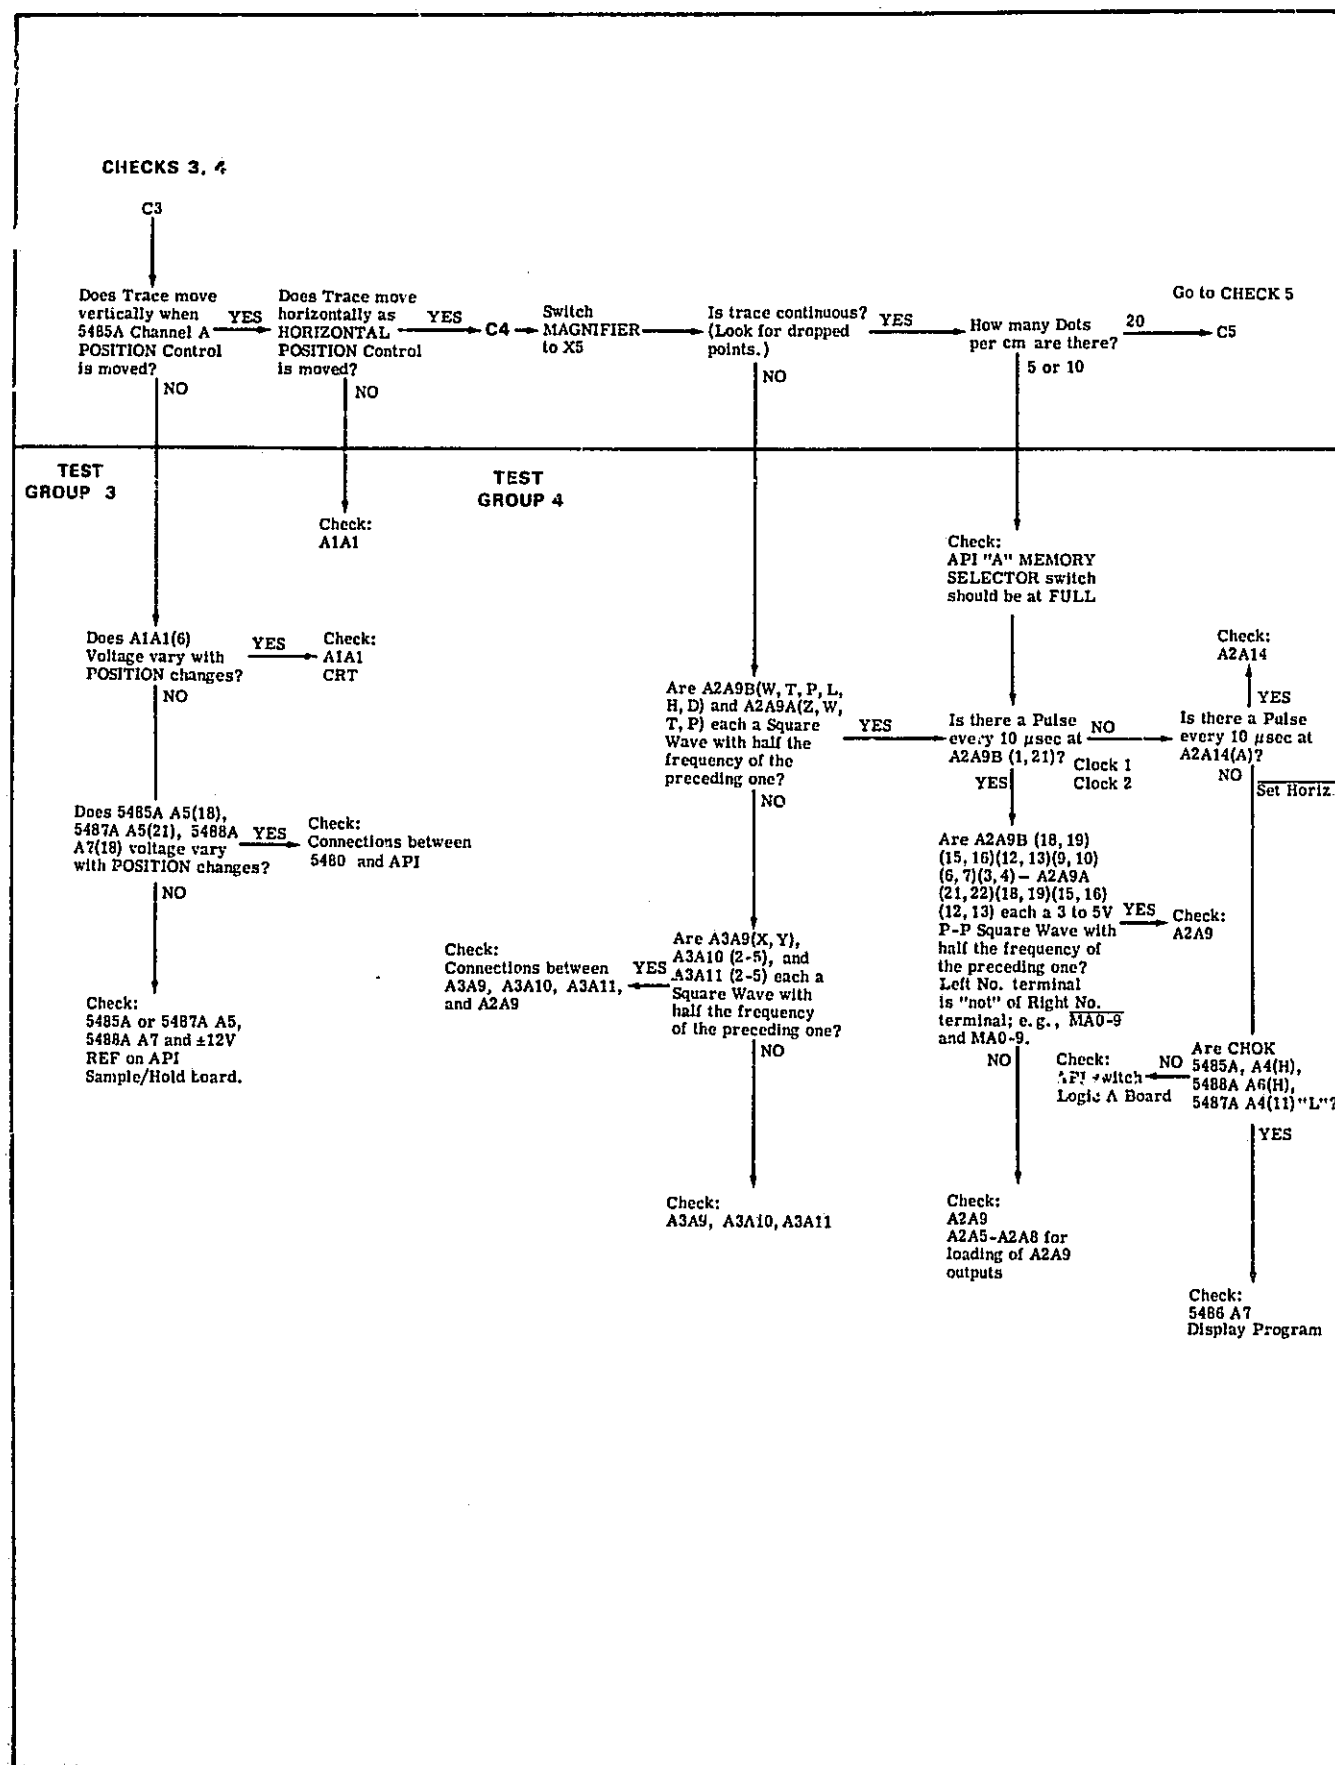 CHECKS 3, 4
C3
Does Trace move
vertically when
5485A Channel A
POSITION Control
is moved?
YES
NO
Does Trace move
horizontally as
HORIZONTAL
POSITION Control
is moved?
YES
NO
C4
Switch
MAGNIFIER
to X5
Is trace continuous?
(Look for dropped
points.)
YES
NO
How many Dots
per cm are there?
20
5 or 10
Go to CHECK 5
C5
TEST
GROUP 3
Check:
A1A1
Does A1A1(6)
Voltage vary with
POSITION changes?
YES
NO
Check:
A1A1
CRT
Does 5485A A5(18),
5487A A5(21), 5488A
A7(18) voltage vary
with POSITION changes?
YES
NO
Check:
Connections between
5480 and API
Check:
5485A or 5487A A5,
5488A A7 and ±12V
REF on API
Sample/Hold board.
TEST
GROUP 4
Are A2A9B(W, T, P, L,
H, D) and A2A9A(Z, W,
T, P) each a Square
Wave with half the
frequency of the
preceding one?
YES
NO
Are A3A9(X, Y),
A3A10 (2-5), and
A3A11 (2-5) each a
Square Wave with
half the frequency
of the preceding one?
YES
NO
Check:
Connections between
A3A9, A3A10, A3A11,
and A2A9
Check:
A3A9, A3A10, A3A11
Check:
API "A" MEMORY
SELECTOR switch
should be at FULL
Is there a Pulse
every 10 μsec at
A2A9B (1, 21)?
NO
Clock 1
Clock 2
YES
Are A2A9B (18, 19)
(15, 16)(12, 13)(9, 10)
(6, 7)(3, 4) – A2A9A
(21, 22)(18, 19)(15, 16)
(12, 13) each a 3 to 5V
P-P Square Wave with
half the frequency of
the preceding one?
Left No. terminal
is "not" of Right No.
terminal; e.g., MA0-9
and MA0-9.
YES
NO
Check:
A2A9
Check:
A2A9
A2A5-A2A8 for
loading of A2A9
outputs
Check:
A2A14
YES
Is there a Pulse
every 10 μsec at
A2A14(A)?
NO
Set Horiz.
Are CHOK
5485A, A4(H),
5488A A6(H),
5487A A4(11) "L"?
NO
YES
Check:
API switch
Logic A Board
Check:
5486 A7
Display Program